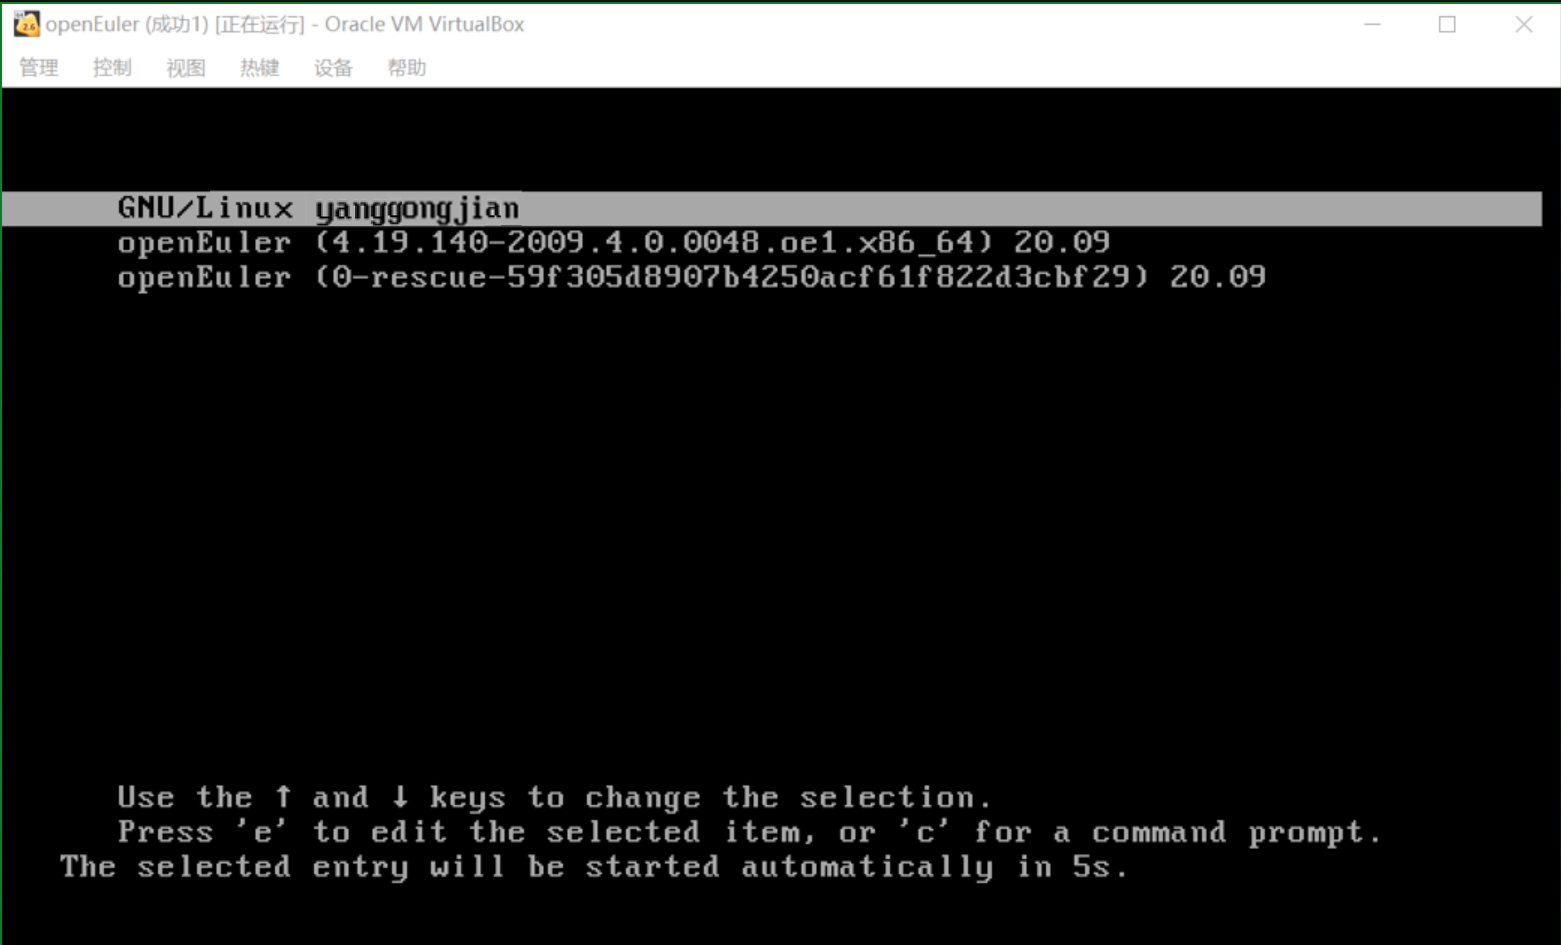 openEuler (成功1) [正在运行] - Oracle VM VirtualBox
管理 控制 视图 热键 设备 帮助
GNU/Linux yanggongjian
openEuler (4.19.140-2009.4.0.0048.oe1.x86_64) 20.09
openEuler (0-rescue-59f305d8907b4250acf61f822d3cbf29) 20.09
Use the ↑ and ↓ keys to change the selection.
Press 'e' to edit the selected item, or 'c' for a command prompt.
The selected entry will be started automatically in 5s.